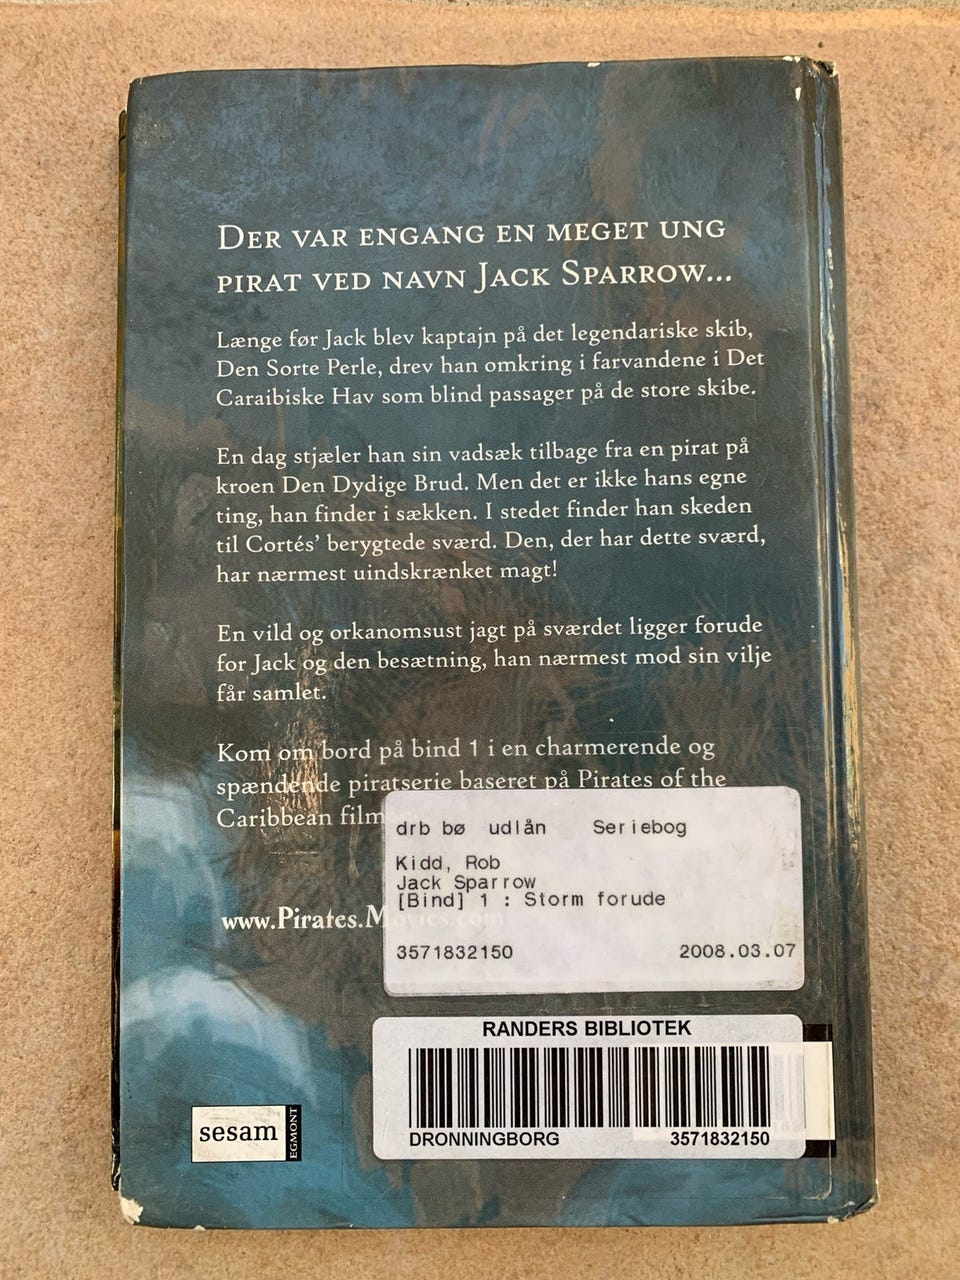 DER VAR ENGANG EN MEGET UNG
PIRAT VED NAVN JACK SPARROW...
Længe før Jack blev kaptajn på det legendariske skib,
Den Sorte Perle, drev han omkring i farvandene i Det
Caraibiske Hav som blind passager på de store skibe.
En dag stjæler han sin vadsæk tilbage fra en pirat på
kroen Den Dydige Brud. Men det er ikke hans egne
ting, han finder i sækken. I stedet finder han skeden
til Cortés’ berygtede sværd. Den, der har dette sværd,
har nærmest uindskrænket magt!
En vild og orkanomsust jagt på sværdet ligger forude
for Jack og den besætning, han nærmest mod sin vilje
får samlet.
Kom om bord på bind 1 i en charmerende og
spændende piratserie baseret på Pirates of the
Caribbean film
drb bø udlån Seriebog
Kidd, Rob
Jack Sparrow
[Bind] 1 : Storm forude
www.Pirates.Movies.com
3571832150 2008.03.07
RANDERS BIBLIOTEK
DRONNINGBORG 3571832150
sesam
EGMONT